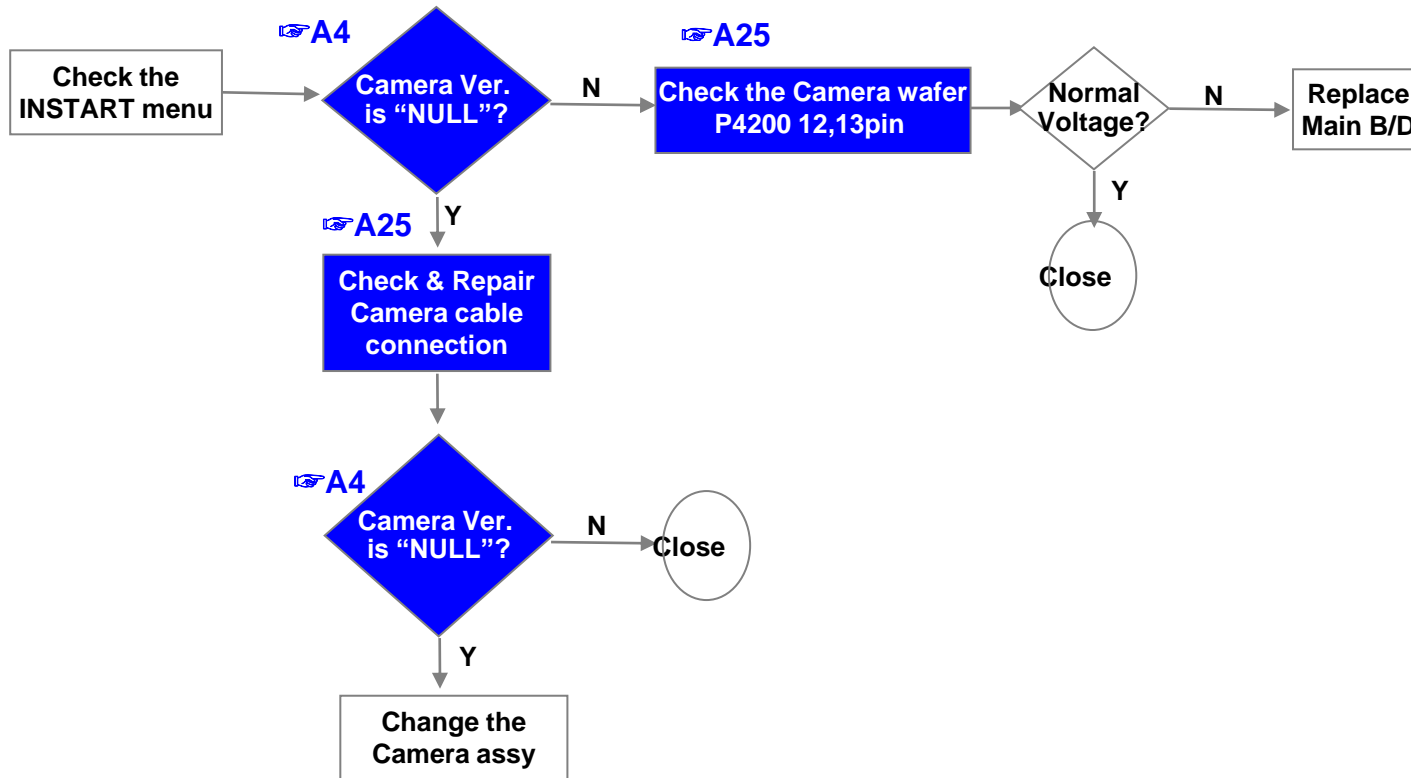 ☞A4
☞A25
Check the
INSTART menu
Camera Ver.
is “NULL”?
N
Check the Camera wafer
P4200 12,13pin
Normal
Voltage?
N
Replace
Main B/D
Y
Close
Y
☞A25
Check & Repair
Camera cable
connection
☞A4
Camera Ver.
is “NULL”?
N
Close
Y
Change the
Camera assy